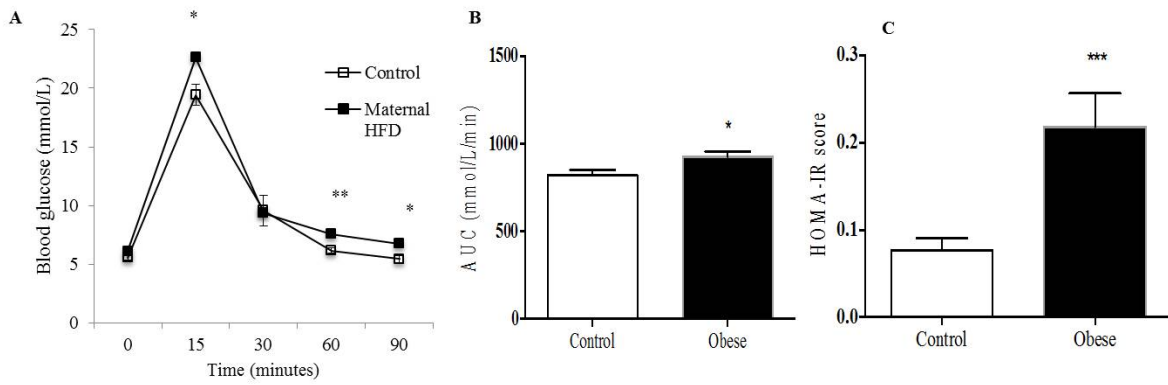 A
*
25
20
15
10
5
0
Blood glucose (mmol/L)
Control
Maternal
HFD
**
*
0 15 30 60 90
Time (minutes)
B
1500
1000
500
0
AUC (mmol/L/min)
*
Control Obese
C
0.3
0.2
0.1
0.0
HOMA-IR score
***
Control Obese